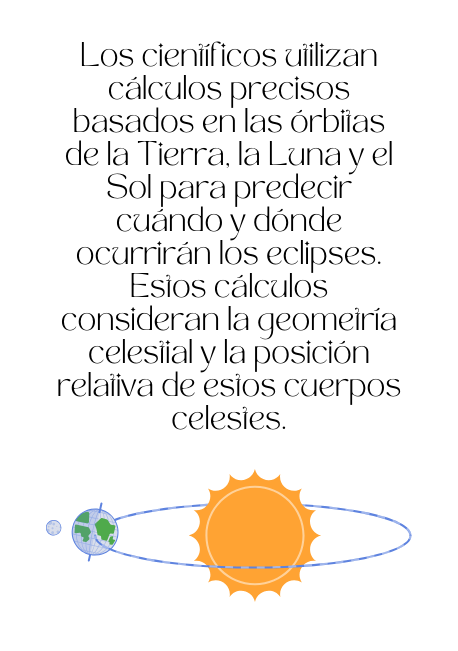 Los científicos utilizan
cálculos precisos
basados en las órbitas
de la Tierra, la Luna y el
Sol para predecir
cuándo y dónde
ocurrirán los eclipses.
Estos cálculos
consideran la geometría
celestial y la posición
relativa de estos cuerpos
celestes.